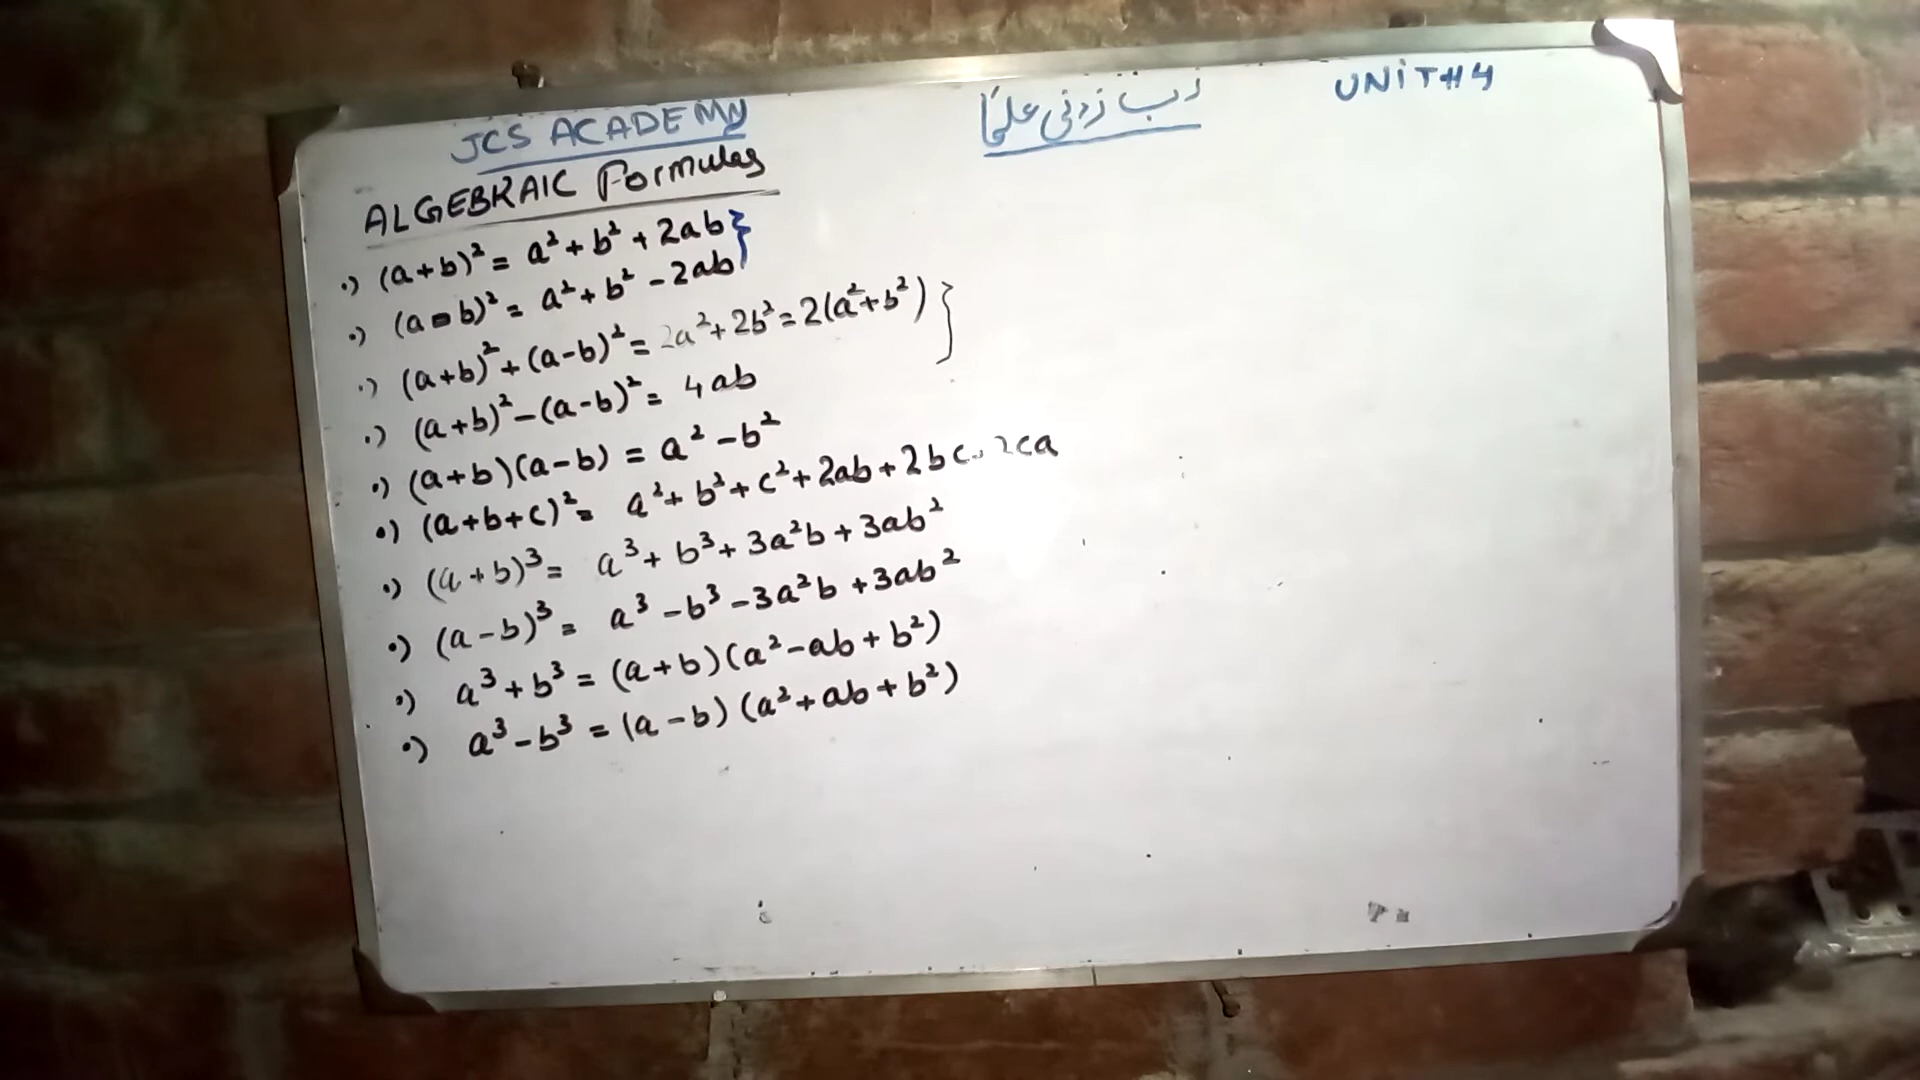 JCS ACADEMY
رب زدنی علمًا
UNIT#4
ALGEBRAIC Formulas
•) (a+b)² = a² + b² + 2ab }
•) (a-b)² = a² + b² - 2ab
•) (a+b)² + (a-b)² = 2a² + 2b² = 2(a²+b²) }
•) (a+b)² - (a-b)² = 4ab
•) (a+b)(a-b) = a² - b²
•) (a+b+c)² = a² + b² + c² + 2ab + 2bc 2ca
•) (a+b)³ = a³ + b³ + 3a²b + 3ab²
•) (a-b)³ = a³ - b³ - 3a²b + 3ab²
•) a³ + b³ = (a+b)(a² - ab + b²)
•) a³ - b³ = (a-b)(a² + ab + b²)